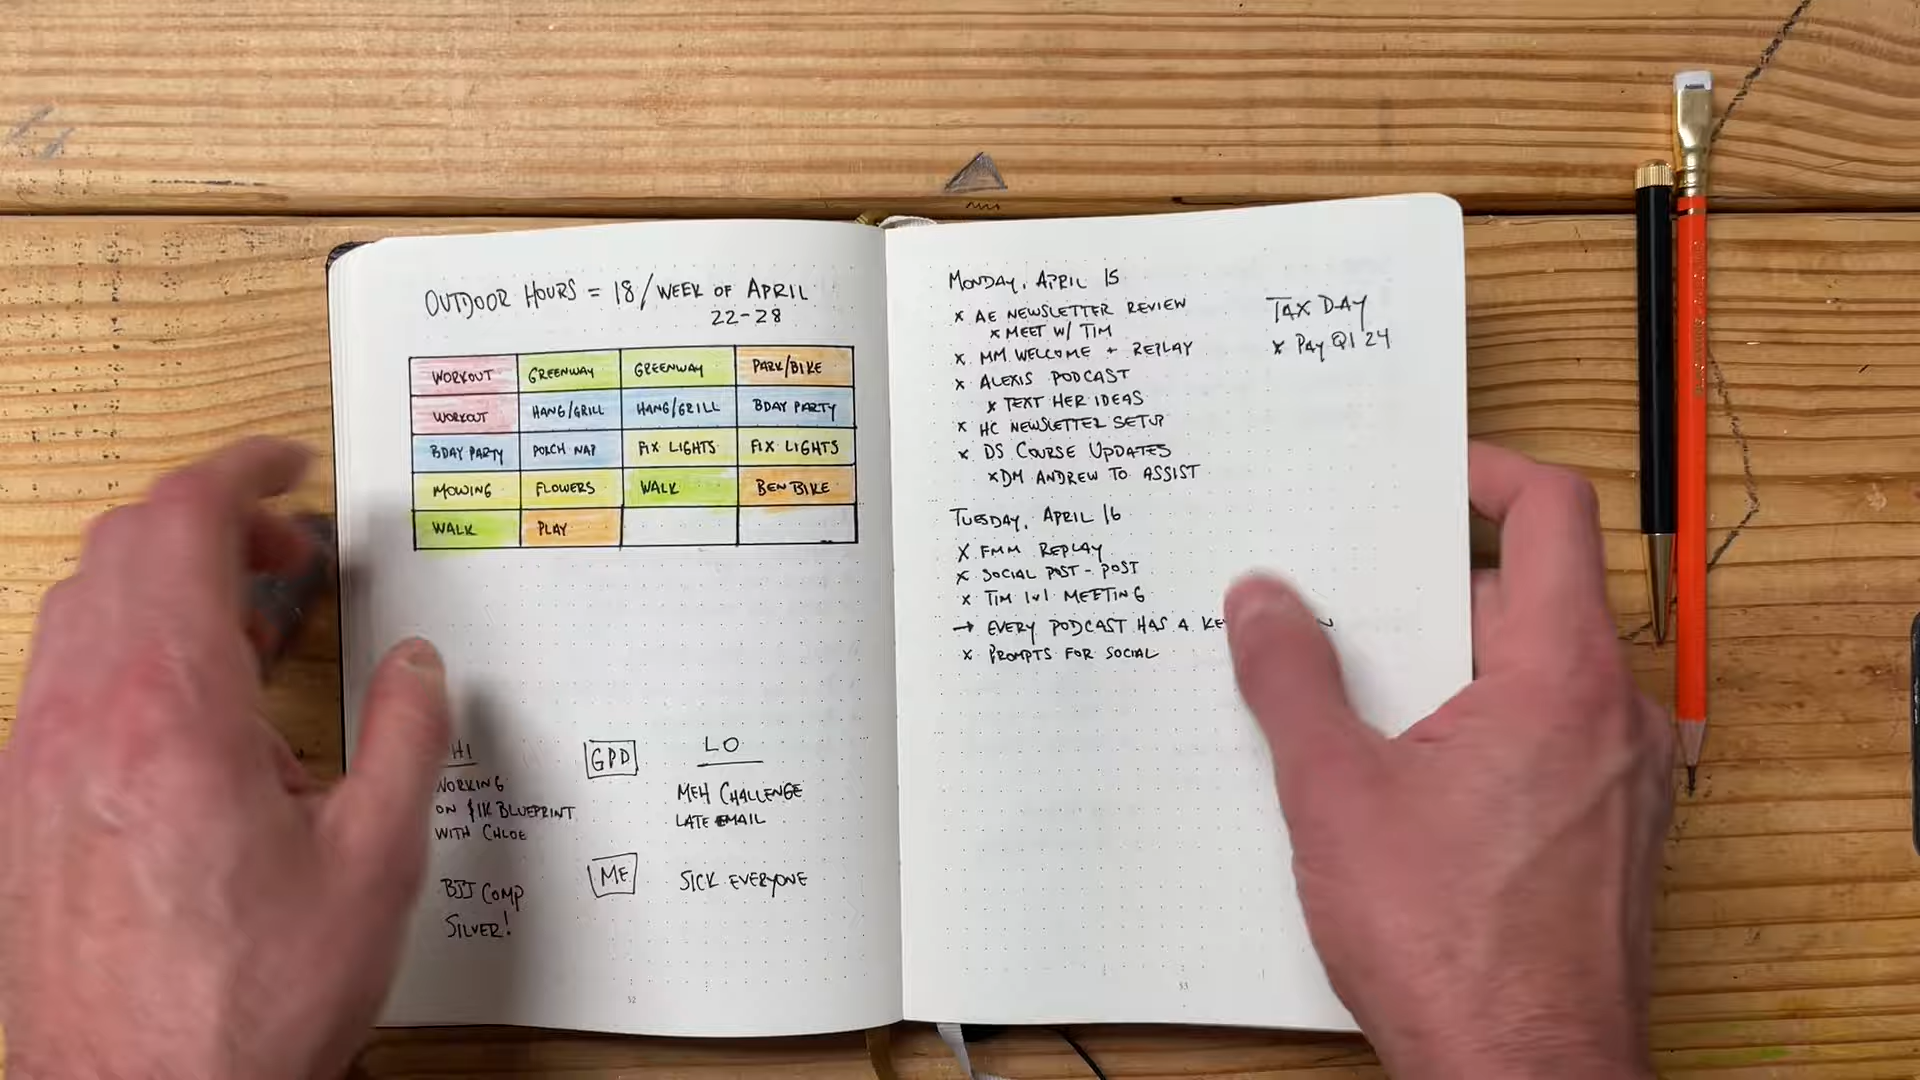 OUTDOOR HOURS = 18/WEEK OF APRIL
22-28
WORKOUT GREENWAY GREENWAY PARK/BIKE
WORKOUT HANG/GRILL HANG/GRILL BDAY PARTY
BDAY PARTY PORCH NAP FIX LIGHTS FIX LIGHTS
MOWING FLOWERS WALK BEN BIKE
WALK PLAY
HI
WORKING
ON $1K BLUEPRINT
WITH CHLOE
BJJ COMP
SILVER!
GPD
ME
LO
MEH CHALLENGE
LATE EMAIL
SICK EVERYONE
52
MONDAY, APRIL 15
x AE NEWSLETTER REVIEW
x MEET W/ TIM
x MM WELCOME + REPLAY
x ALEXIS PODCAST
x TEXT HER IDEAS
x HC NEWSLETTER SETUP
x DS COURSE UPDATES
x DM ANDREW TO ASSIST
TAX DAY
x PAY Q1 24
TUESDAY, APRIL 16
x FMM REPLAY
x SOCIAL POST - POST
x TIM 1v1 MEETING
→ EVERY PODCAST HAS A
x PROMPTS FOR SOCIAL
53